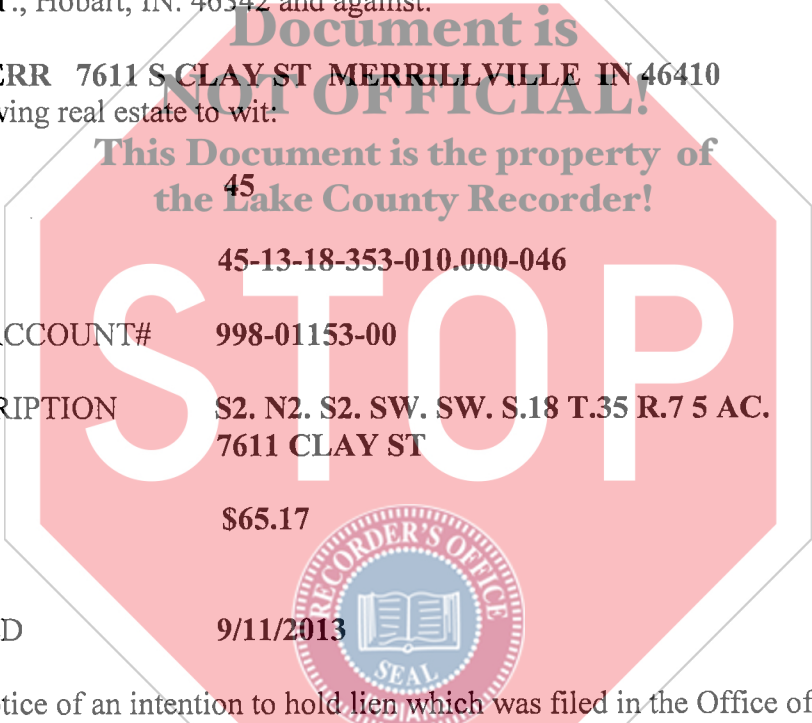 T., Hobart, IN. 46342 and against:
Document is
ERR 7611 S CLAY ST MERRILLVILLE IN 46410
NOT OFFICIAL!
ving real estate to wit:
This Document is the property of
45
the Lake County Recorder!
45-13-18-353-010.000-046
STOP
CCOUNT# 998-01153-00
RIPTION S2. N2. S2. SW. SW. S.18 T.35 R.7 5 AC.
7611 CLAY ST
$65.17
RECORDER'S OFFICE
D 9/11/2013
SEAL
otice of an intention to hold lien which was filed in the Office of